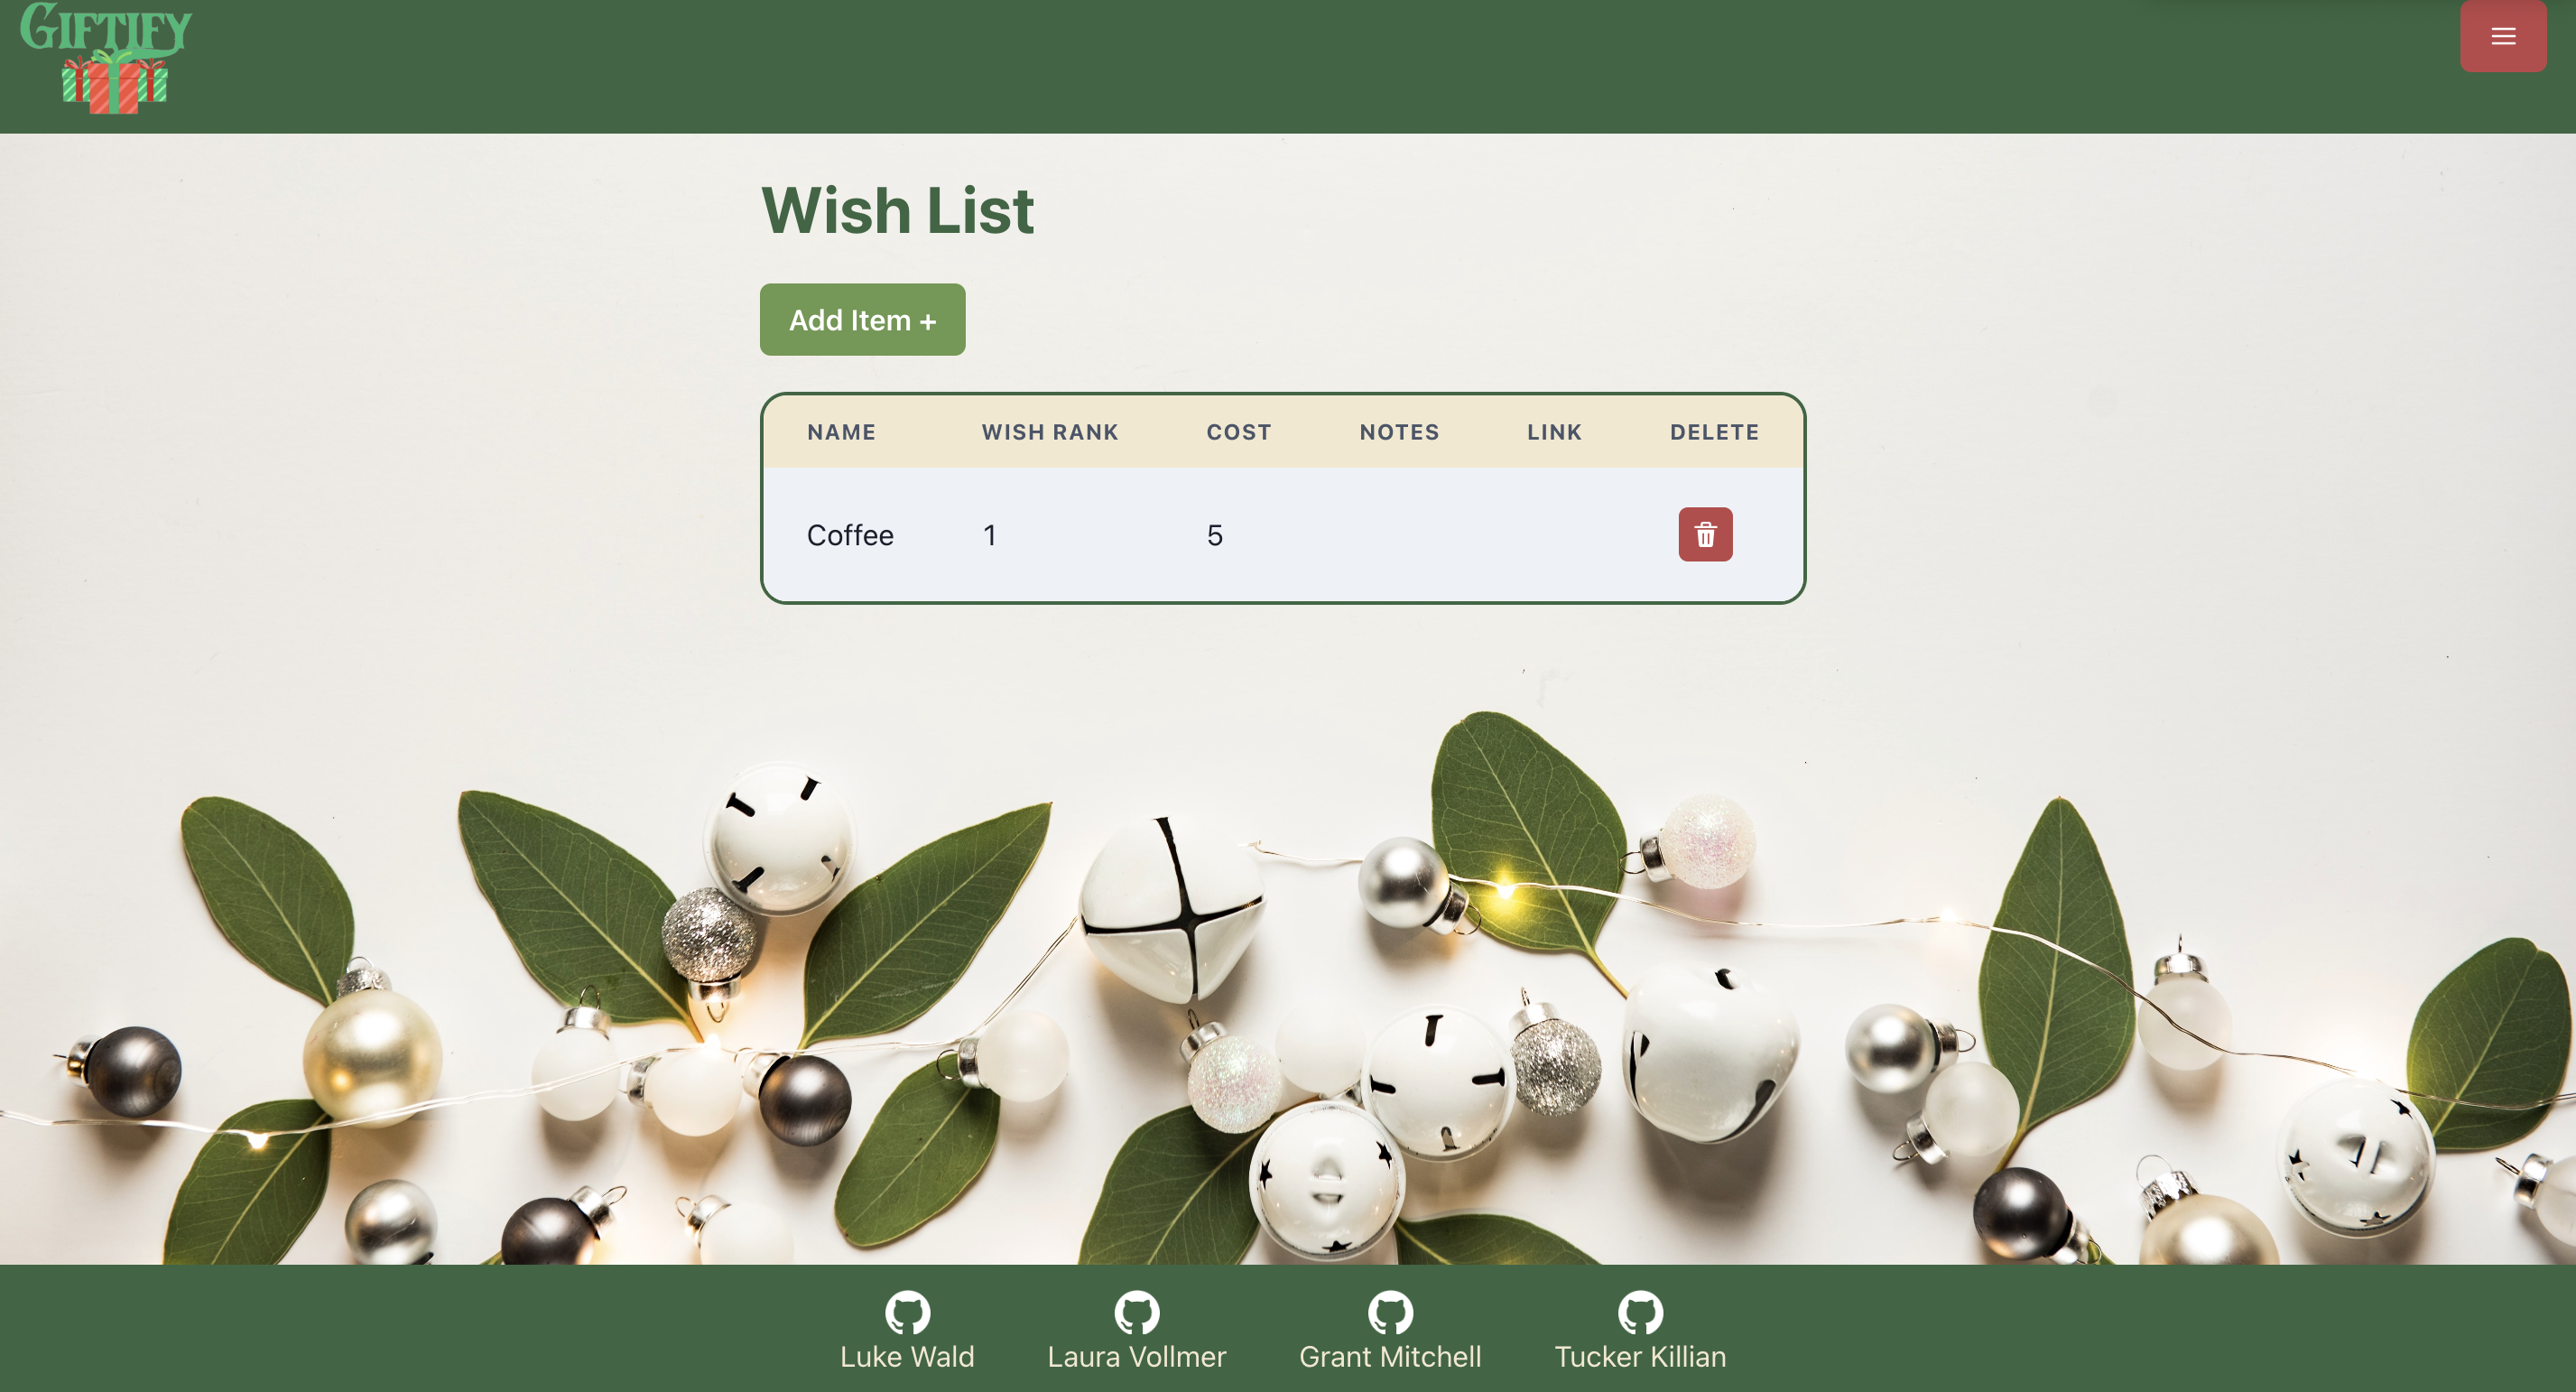 GIFTIFY
Wish List
Add Item +
NAME WISH RANK COST NOTES LINK DELETE
Coffee 1 5
Luke Wald Laura Vollmer Grant Mitchell Tucker Killian